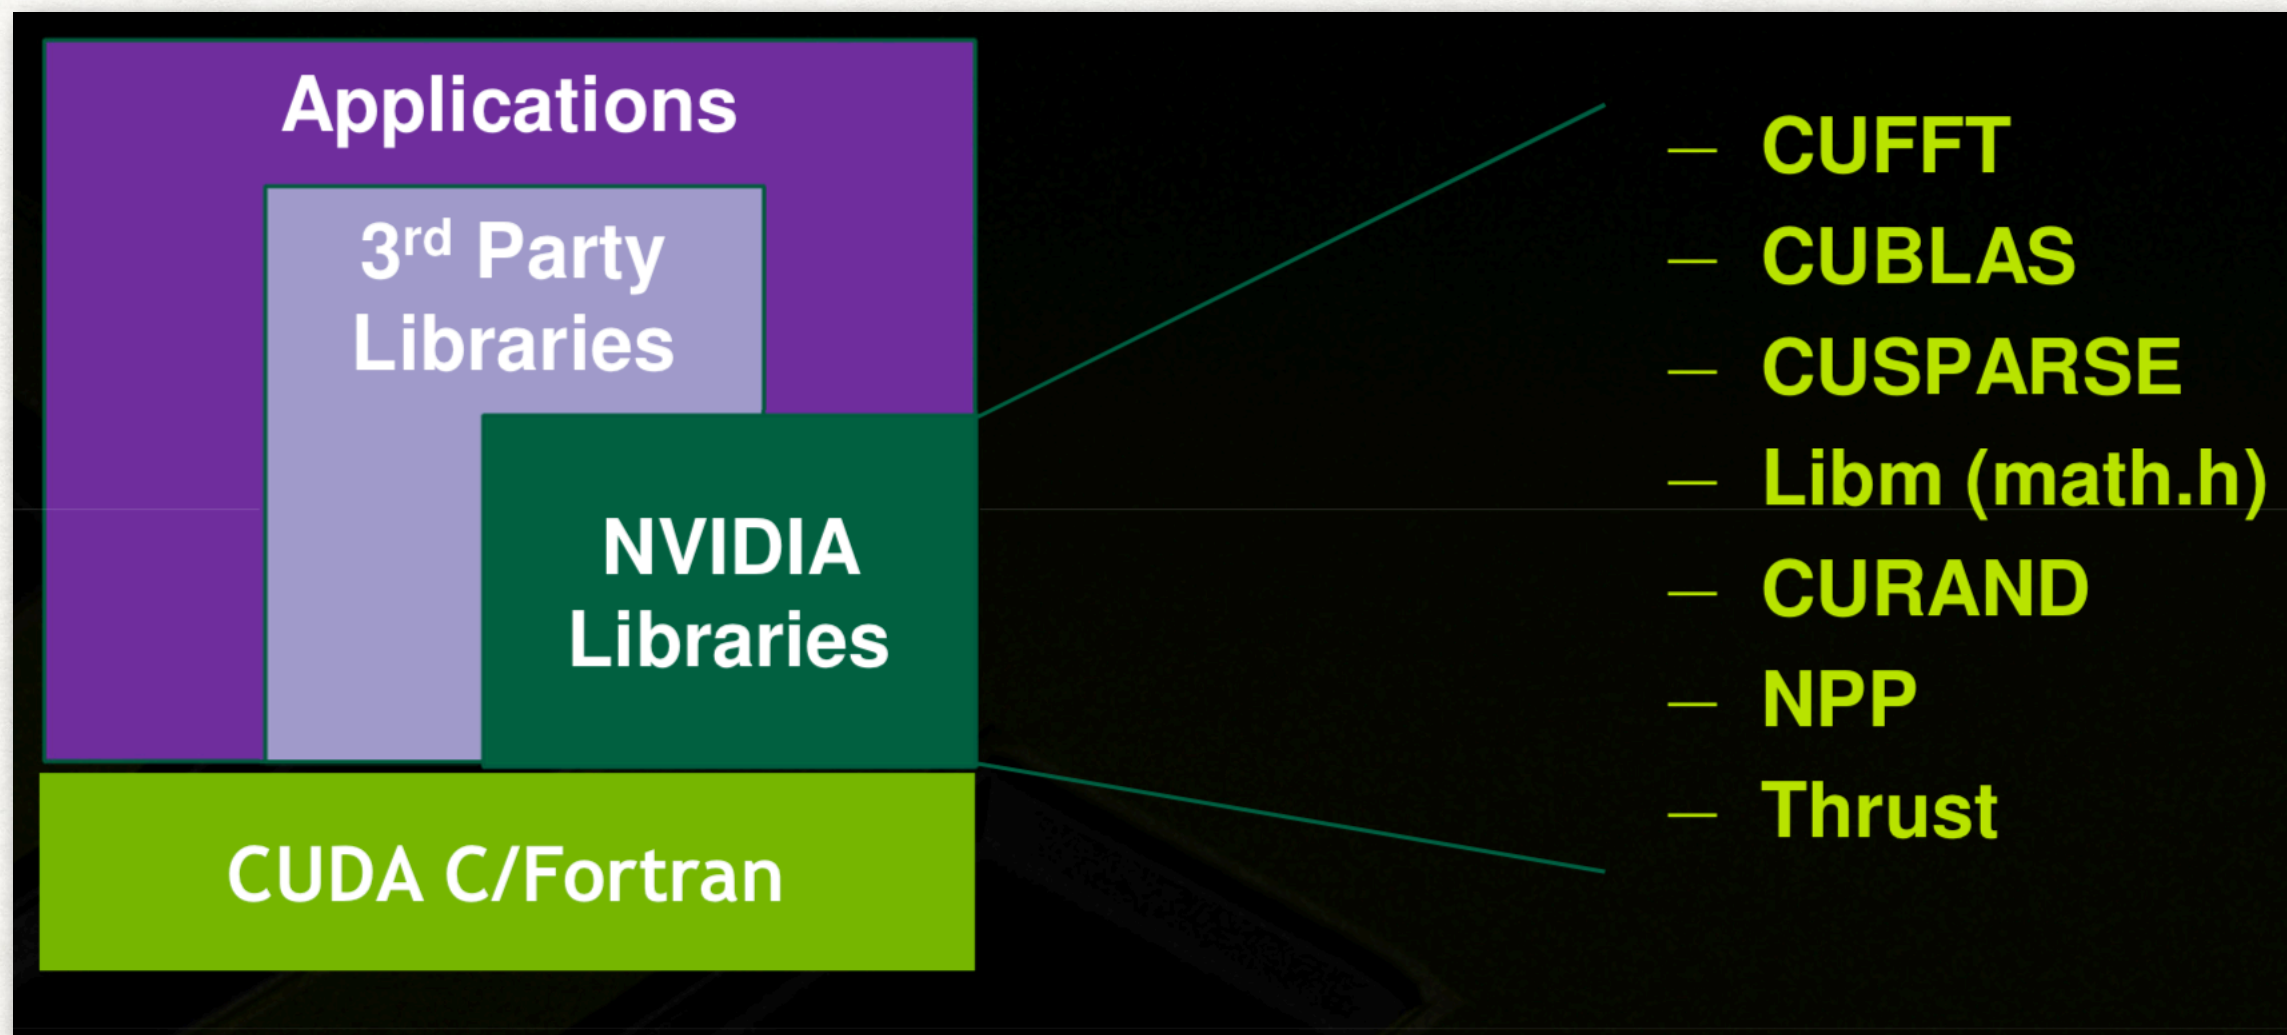 Applications
3rd Party
Libraries
NVIDIA
Libraries
CUDA C/Fortran
— CUFFT
— CUBLAS
— CUSPARSE
— Libm (math.h)
— CURAND
— NPP
— Thrust